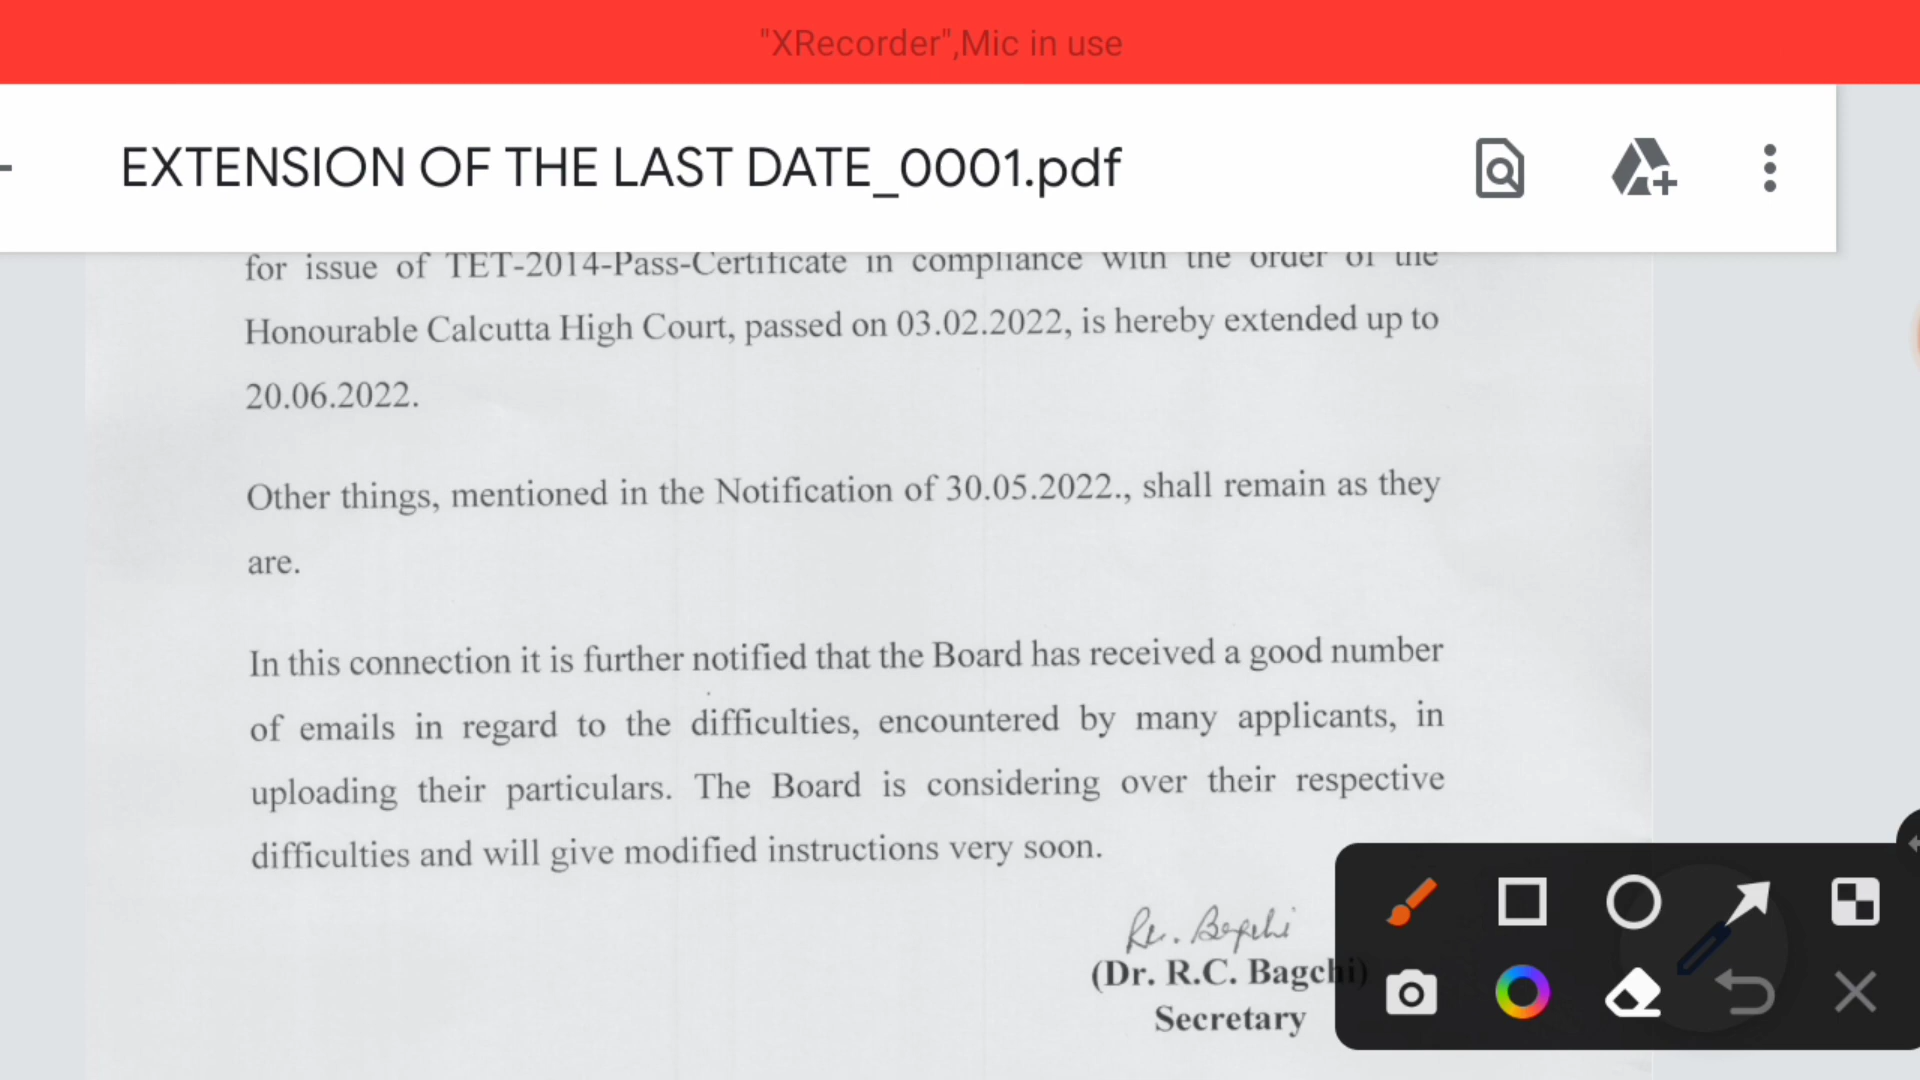 "XRecorder",Mic in use
EXTENSION OF THE LAST DATE_0001.pdf
for issue of TET-2014-Pass-Certificate in compliance with the order of the
Honourable Calcutta High Court, passed on 03.02.2022, is hereby extended up to
20.06.2022.
Other things, mentioned in the Notification of 30.05.2022., shall remain as they
are.
In this connection it is further notified that the Board has received a good number
of emails in regard to the difficulties, encountered by many applicants, in
uploading their particulars. The Board is considering over their respective
difficulties and will give modified instructions very soon.
Rc. Bagchi
(Dr. R.C. Bagchi)
Secretary